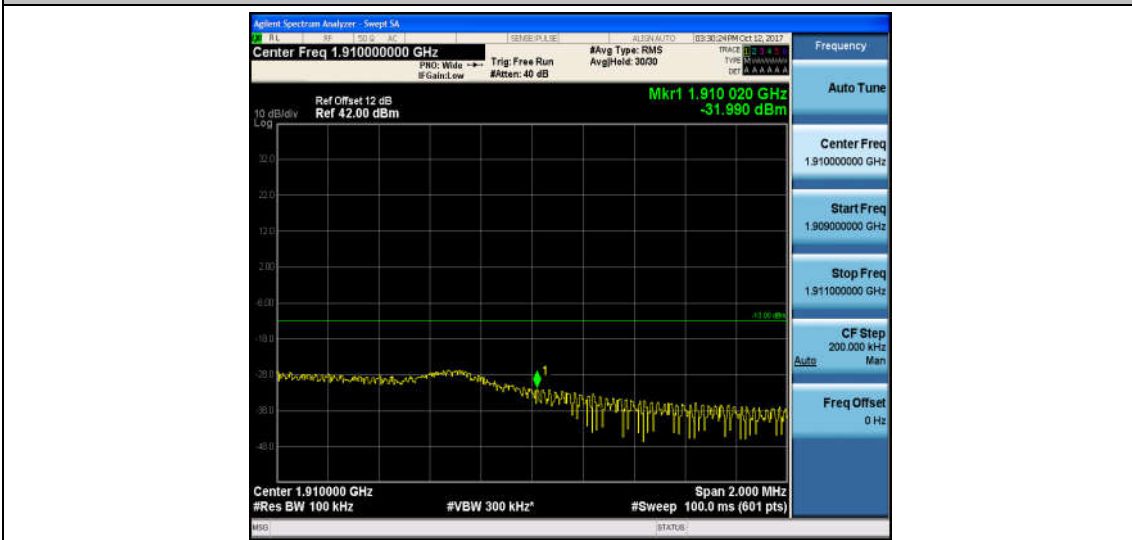 Agilent Spectrum Analyzer - Swept SA
RL RF 50 Ω AC SENSE:PULSE ALIGN AUTO 03:30:24 PM Oct 12, 2017
Center Freq 1.910000000 GHz
PNO: Wide
IFGain:Low
Trig: Free Run
#Atten: 40 dB
#Avg Type: RMS
Avg|Hold: 30/30
TRACE 1 2 3 4 5 6
TYPE M
DET A A A A A A
Frequency
Mkr1 1.910 020 GHz
-31.990 dBm
Ref Offset 12 dB
10 dB/div Ref 42.00 dBm
Log
32.0
22.0
12.0
2.00
-8.00
-18.0
-28.0
-38.0
-48.0
-13.00 dBm
1
Center 1.910000 GHz Span 2.000 MHz
#Res BW 100 kHz #VBW 300 kHz* #Sweep 100.0 ms (601 pts)
MSG STATUS
Auto Tune
Center Freq
1.910000000 GHz
Start Freq
1.909000000 GHz
Stop Freq
1.911000000 GHz
CF Step
200.000 kHz
Auto Man
Freq Offset
0 Hz